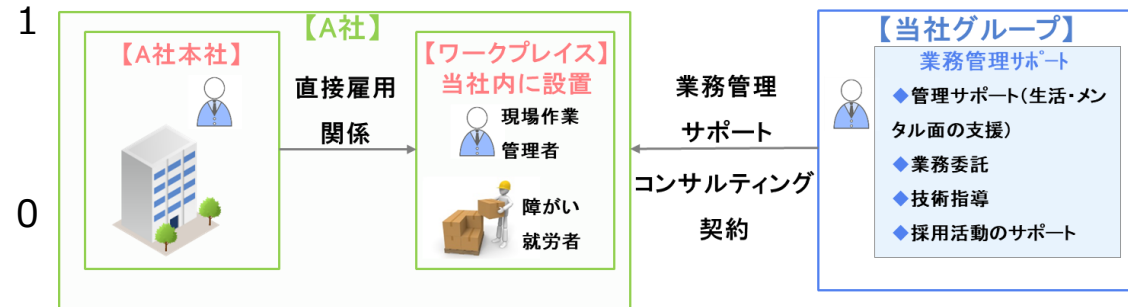 1
0
【A社】
【A社本社】
直接雇用
関係
【ワークプレイス】
当社内に設置
現場作業
管理者
障がい
就労者
業務管理
サポート
コンサルティング
契約
【当社グループ】
業務管理サポート
◆管理サポート(生活・メン
タル面の支援)
◆業務委託
◆技術指導
◆採用活動のサポート